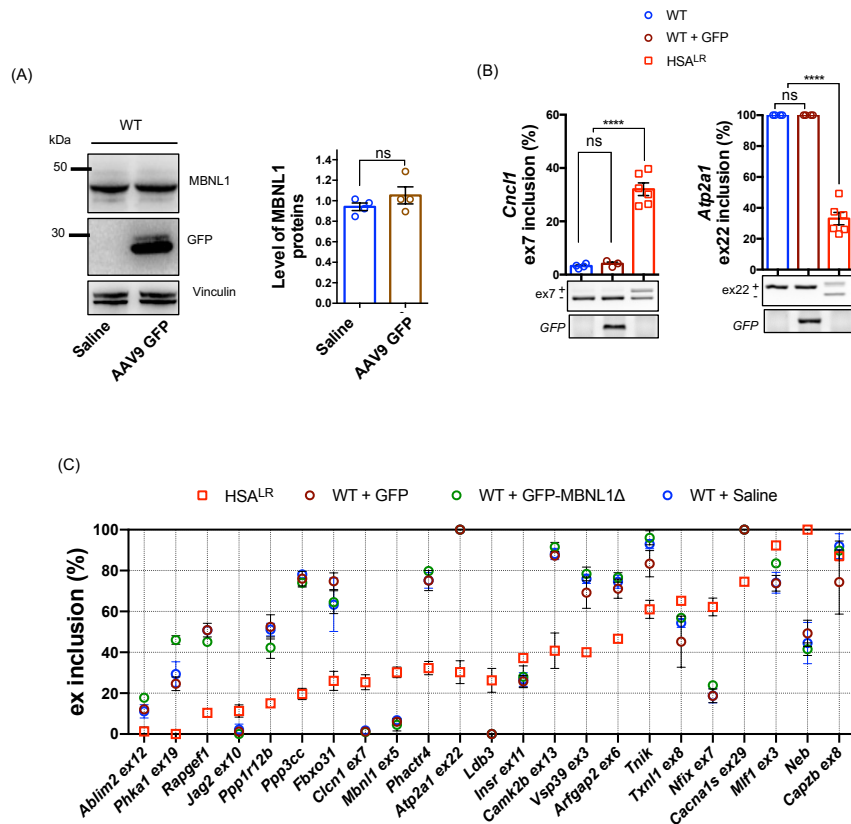 WT
WT + GFP
HSALR
(A)
WT
kDa
50
MBNL1
30
GFP
Vinculin
Saline
AAV9 GFP
Level of MBNL1
proteins
1.4
1.2
1.0
0.8
0.6
0.4
0.2
0.0
ns
Saline
AAV9 GFP
(B)
Cncl1
ex7 inclusion (%)
60
40
20
0
****
ns
ex7 +
-
GFP
Atp2a1
ex22 inclusion (%)
100
80
60
40
20
0
****
ns
ex22 +
-
GFP
(C)
HSALR WT + GFP WT + GFP-MBNL1Δ WT + Saline
ex inclusion (%)
100
80
60
40
20
0
Ablim2 ex12
Phka1 ex19
Rapgef1
Jag2 ex10
Ppp1r12b
Ppp3cc
Fbxo31
Clcn1 ex7
Mbnl1 ex5
Phactr4
Atp2a1 ex22
Ldb3
Insr ex11
Camk2b ex13
Vsp39 ex3
Arfgap2 ex6
Tnik
Txnl1 ex8
Nfix ex7
Cacna1s ex29
Mlf1 ex3
Neb
Capzb ex8